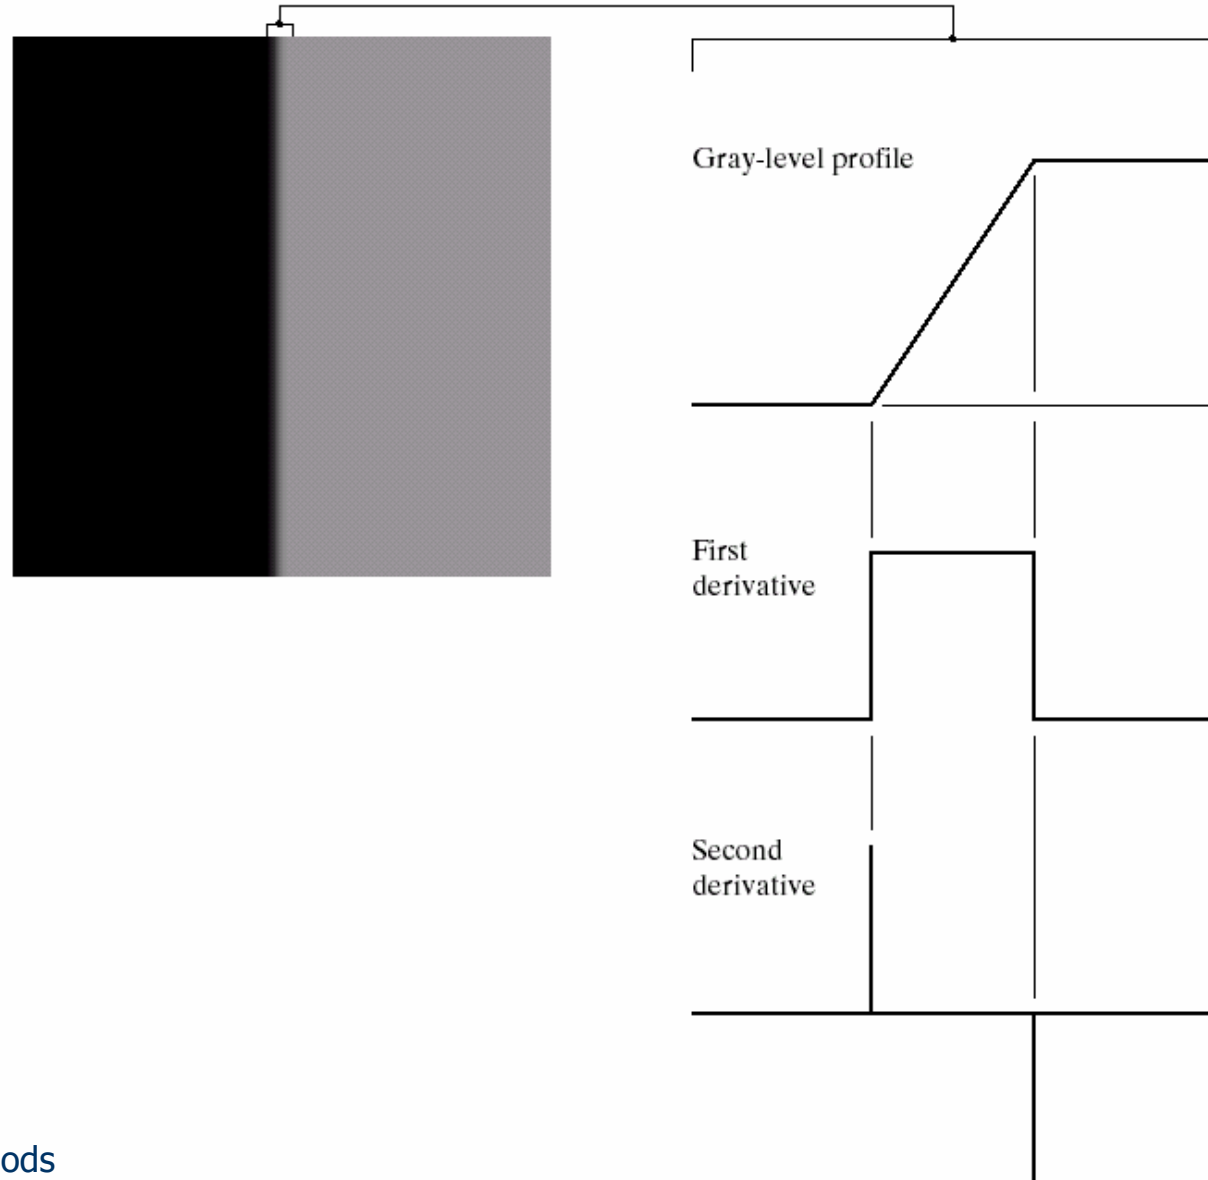 Gray-level profile
First
derivative
Second
derivative
ods